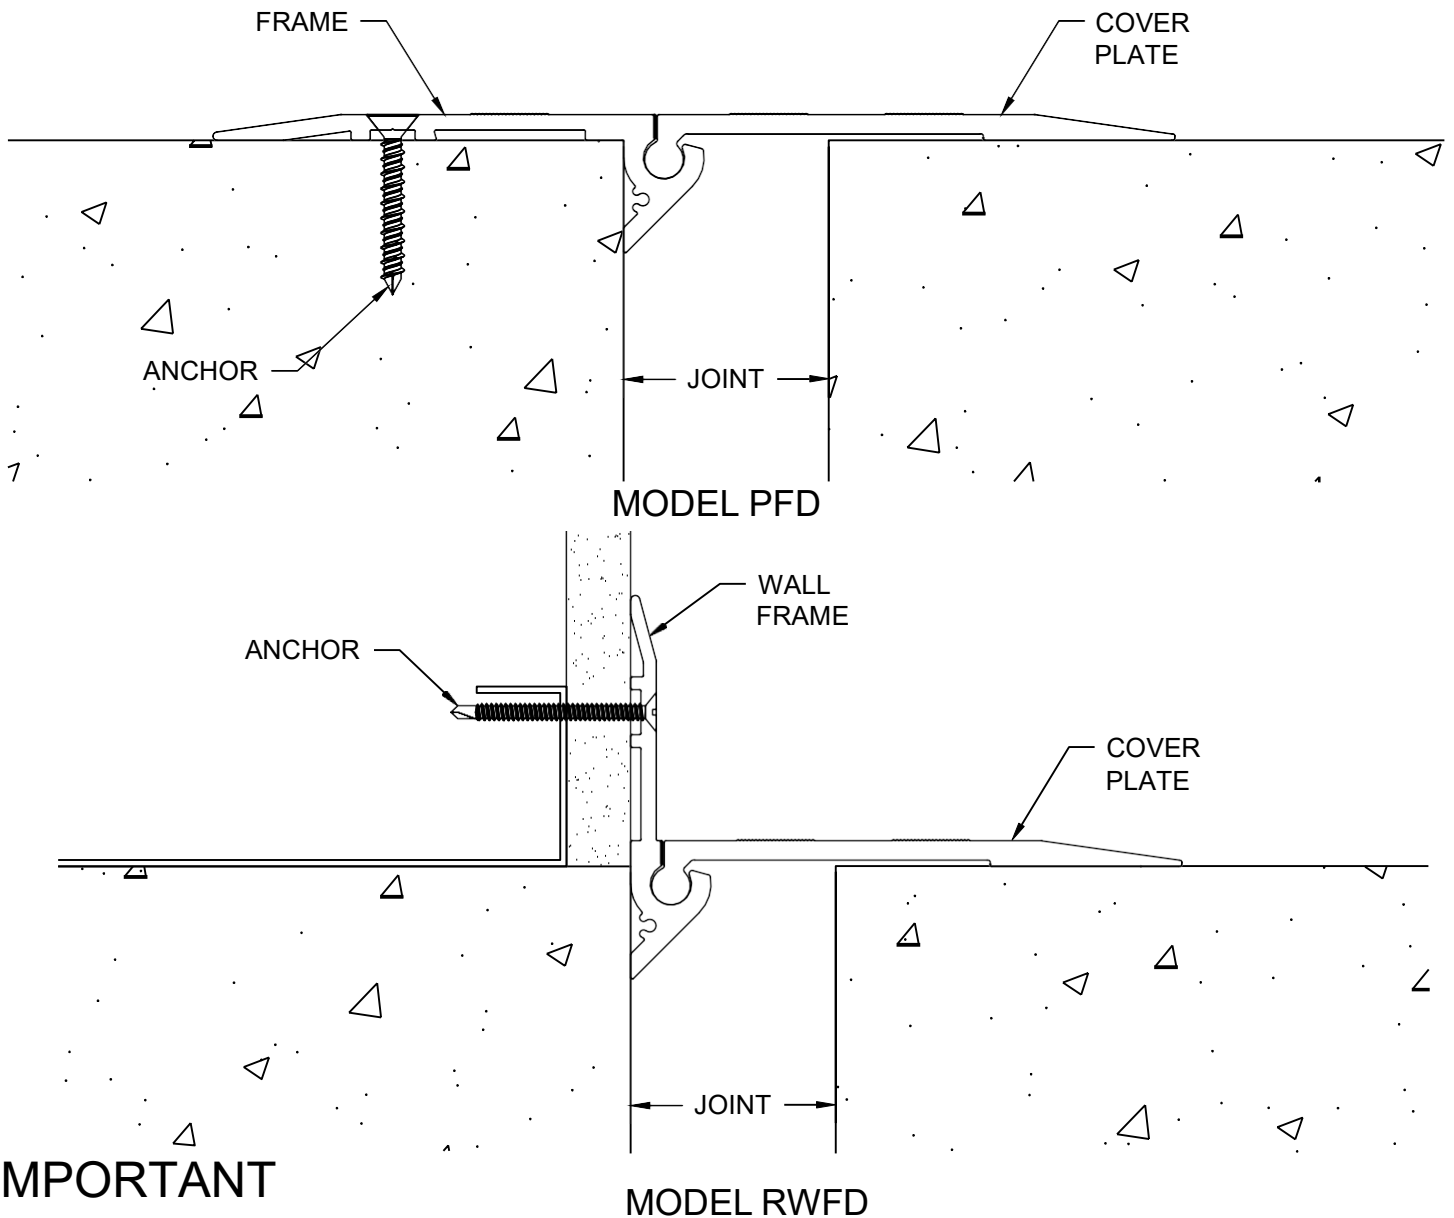 FRAME
COVER
PLATE
ANCHOR
JOINT
MODEL PFD
WALL
FRAME
ANCHOR
COVER
PLATE
JOINT
MPORTANT
MODEL RWFD